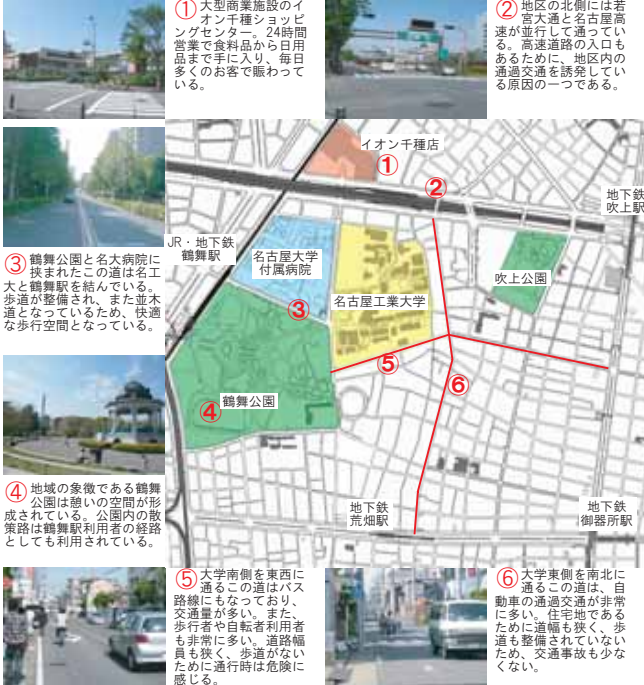 ① 大型商業施設のイ
オン千種ショッピ
ングセンター。24時間
営業で食料品から日用
品まで手に入り、毎日
多くのお客で賑わって
いる。
② 地区の北側には若
宮大通と名古屋高
速が並行して通ってい
る。高速道路の入口も
あるために、地区内の
通過交通を誘発してい
る原因の一つである。
③ 鶴舞公園と名大病院に
挟まれたこの道は名工
大と鶴舞駅を結んでいる。
歩道が整備され、また並木
道となっているため、快適
な歩行空間となっている。
④ 地域の象徴である鶴舞
公園は憩いの空間が形
成されている。公園内の散
策路は鶴舞駅利用者の経路
としても利用されている。
イオン千種店
①
②
地下鉄
吹上駅
JR・地下鉄
鶴舞駅
名古屋大学
付属病院
名古屋工業大学
吹上公園
③
⑤
⑥
④ 鶴舞公園
地下鉄
荒畑駅
地下鉄
御器所駅
⑤ 大学南側を東西に
通るこの道はバス
路線にもなっており、
交通量が多い。また、
歩行者や自転車利用者
も非常に多い。道路幅
員も狭く、歩道がない
ために通行時は危険に
感じる。
⑥ 大学東側を南北に
通るこの道は、自
動車の通過交通が非常
に多い。住宅地である
ために道幅も狭く、歩
道も整備されていない
ため、交通事故も少な
くない。